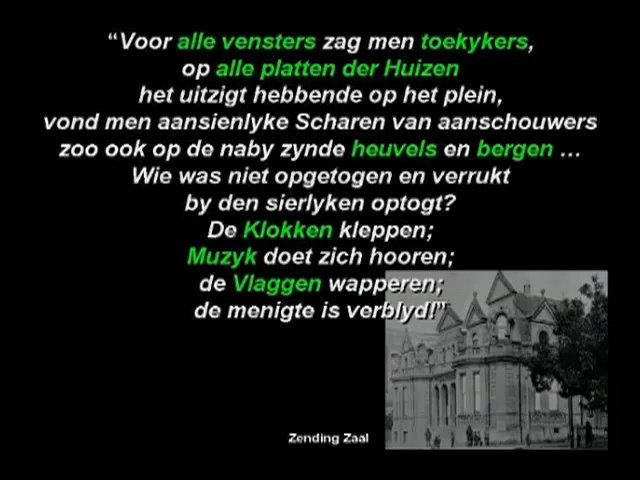 “Voor alle vensters zag men toekykers,
op alle platten der Huizen
het uitzigt hebbende op het plein,
vond men aansienlyke Scharen van aanschouwers
zoo ook op de naby zynde heuvels en bergen …
Wie was niet opgetogen en verrukt
by den sierlyken optogt?
De Klokken kleppen;
Muzyk doet zich hooren;
de Vlaggen wapperen;
de menigte is verblyd!”
Zending Zaal